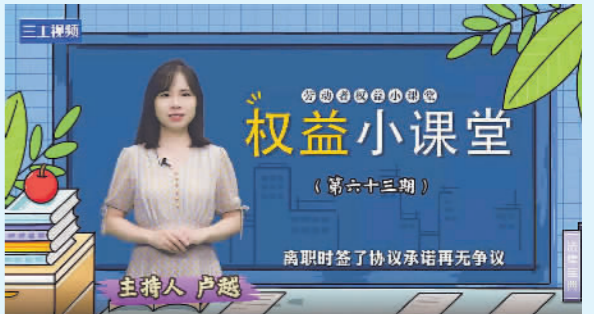 三工视频
劳动者权益小课堂
权益小课堂
（第六十三期）
离职时签了协议承诺再无争议
主持人 卢越